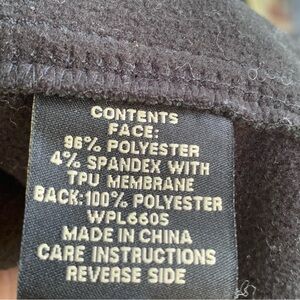 CONTENTS
FACE:
96% POLYESTER
4% SPANDEX WITH
TPU MEMBRANE
BACK:100% POLYESTER
WPL6605
MADE IN CHINA
CARE INSTRUCTIONS
REVERSE SIDE